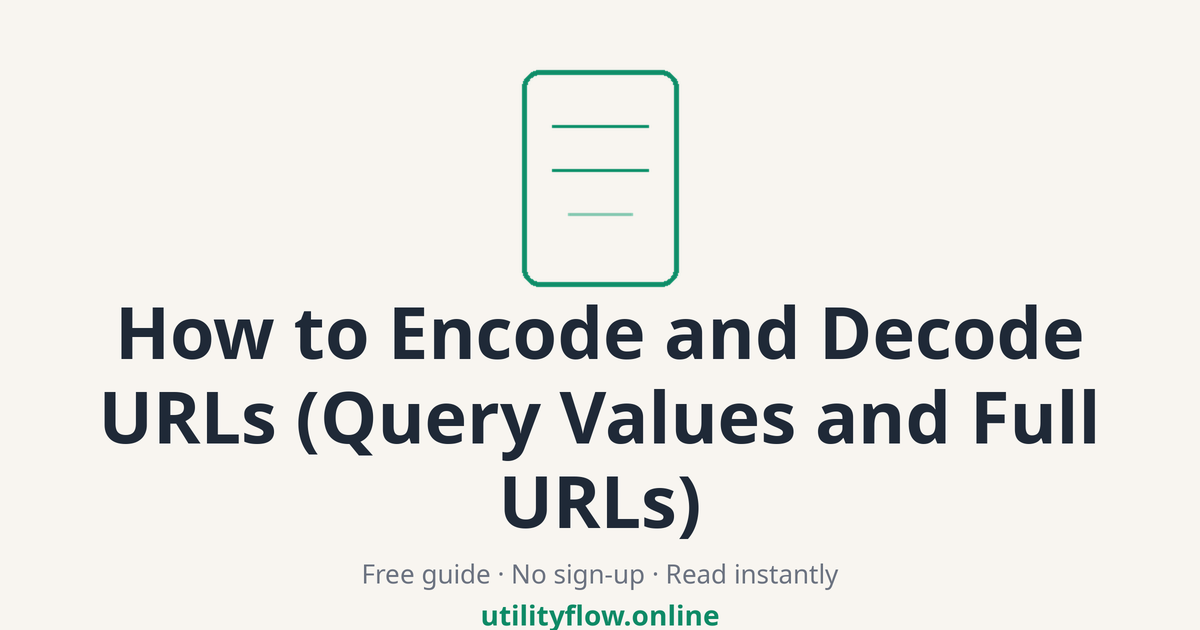 How to Encode and Decode
URLs (Query Values and Full
URLs)
Free guide · No sign-up · Read instantly
utilityflow.online